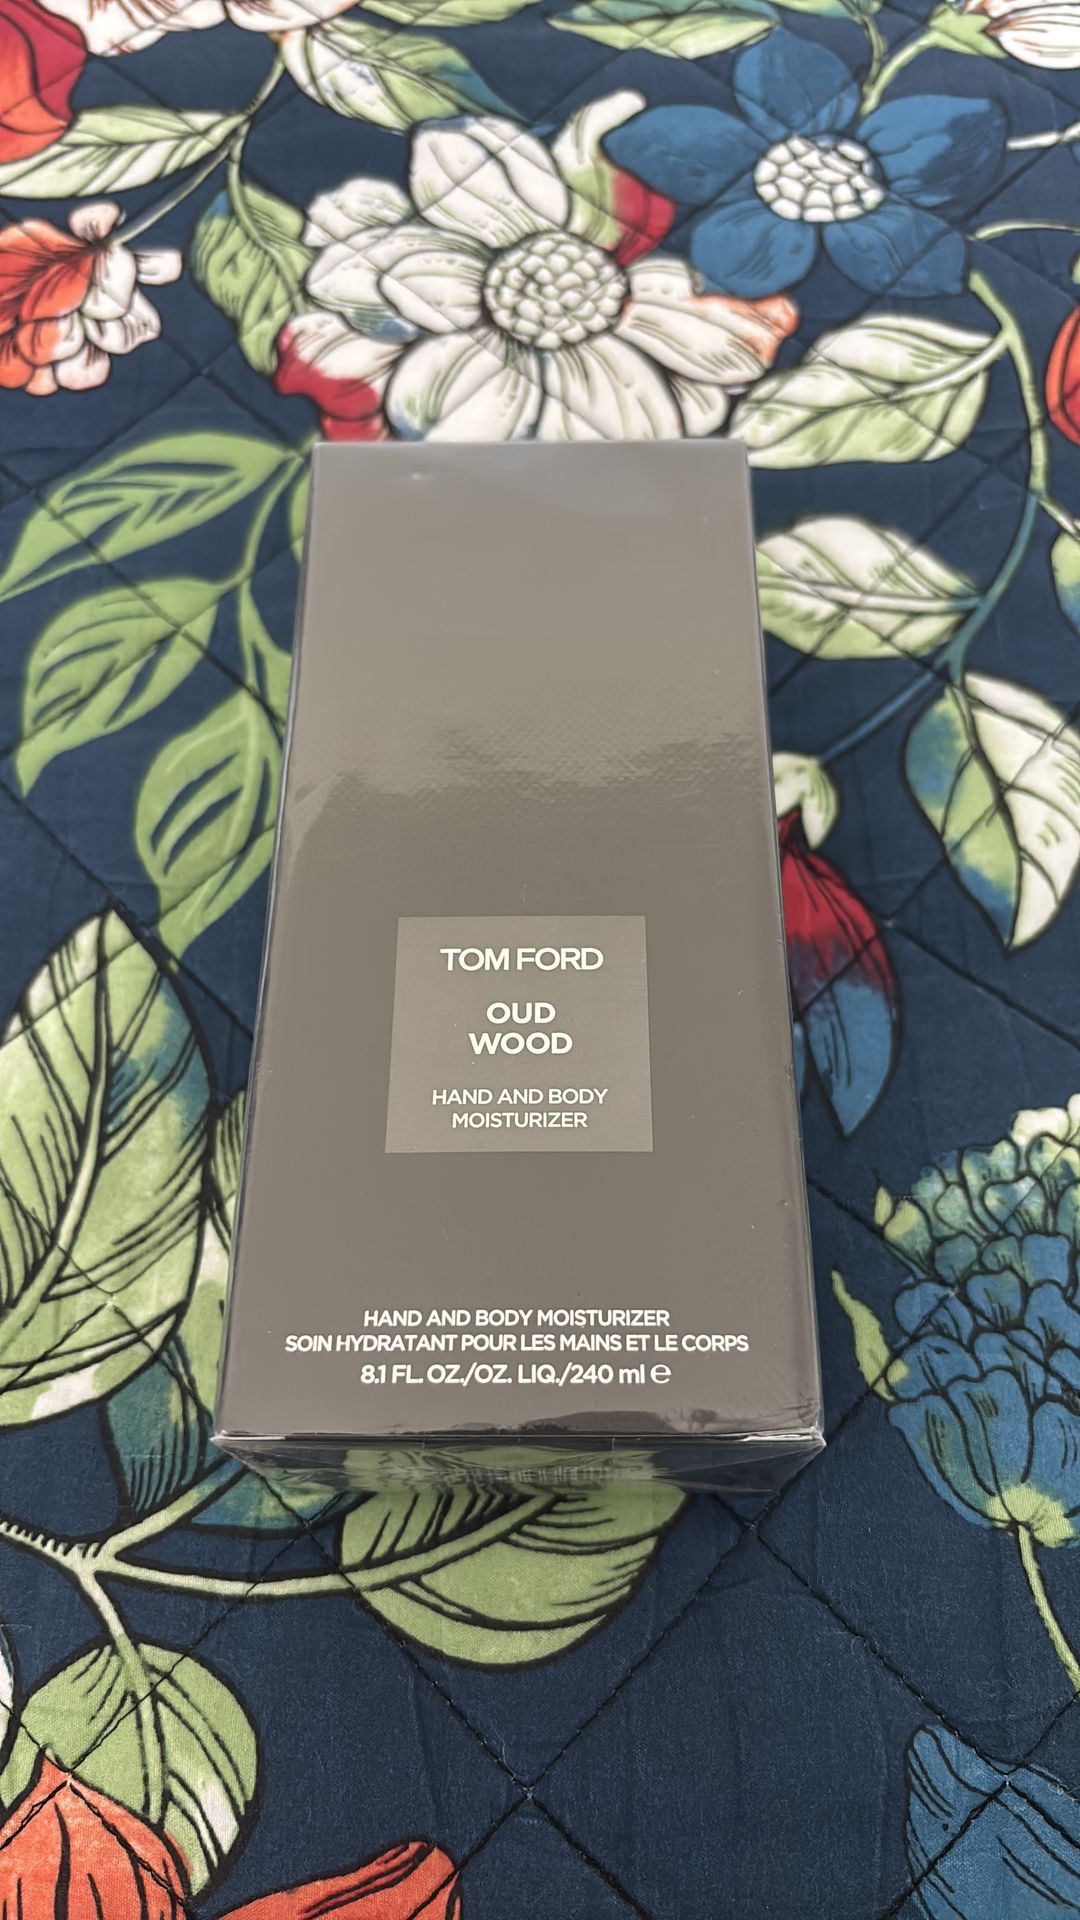 TOM FORD
OUD
WOOD
HAND AND BODY
MOISTURIZER
HAND AND BODY MOISTURIZER
SOIN HYDRATANT POUR LES MAINS ET LE CORPS
8.1 FL. OZ./OZ. LIQ./240 ml ℮